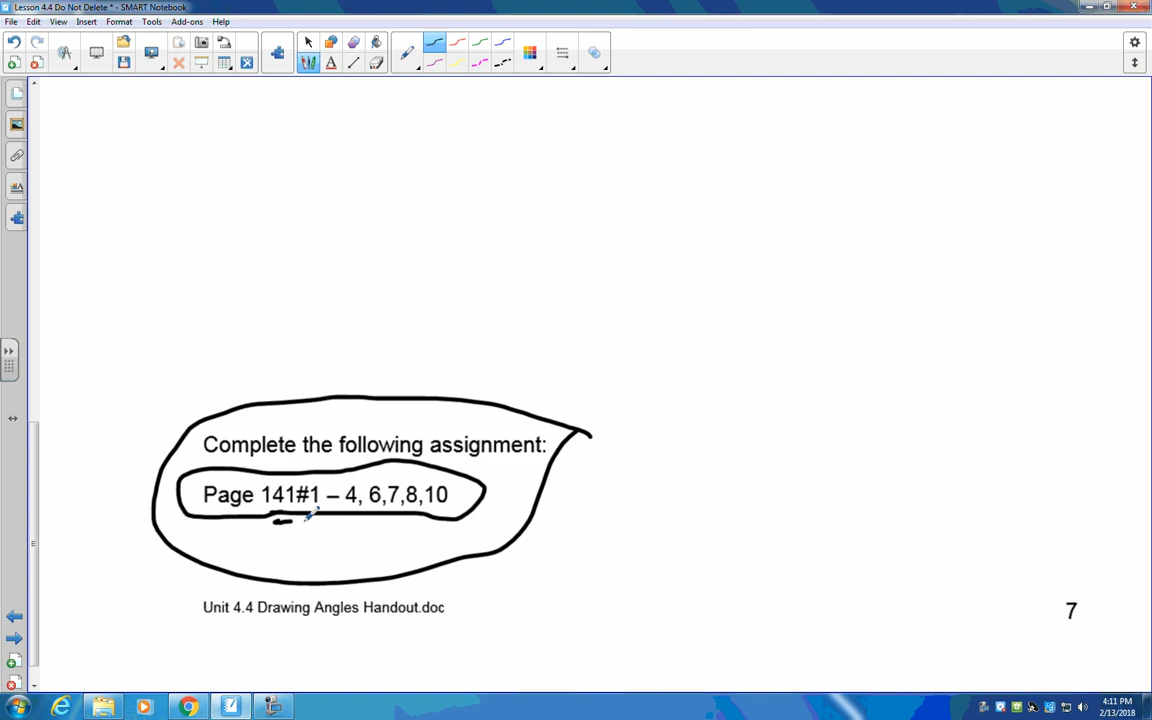 Lesson 4.4 Do Not Delete * - SMART Notebook
File Edit View Insert Format Tools Add-ons Help
Complete the following assignment:
Page 141#1 – 4, 6,7,8,10
Unit 4.4 Drawing Angles Handout.doc
7
4:11 PM
2/13/2018